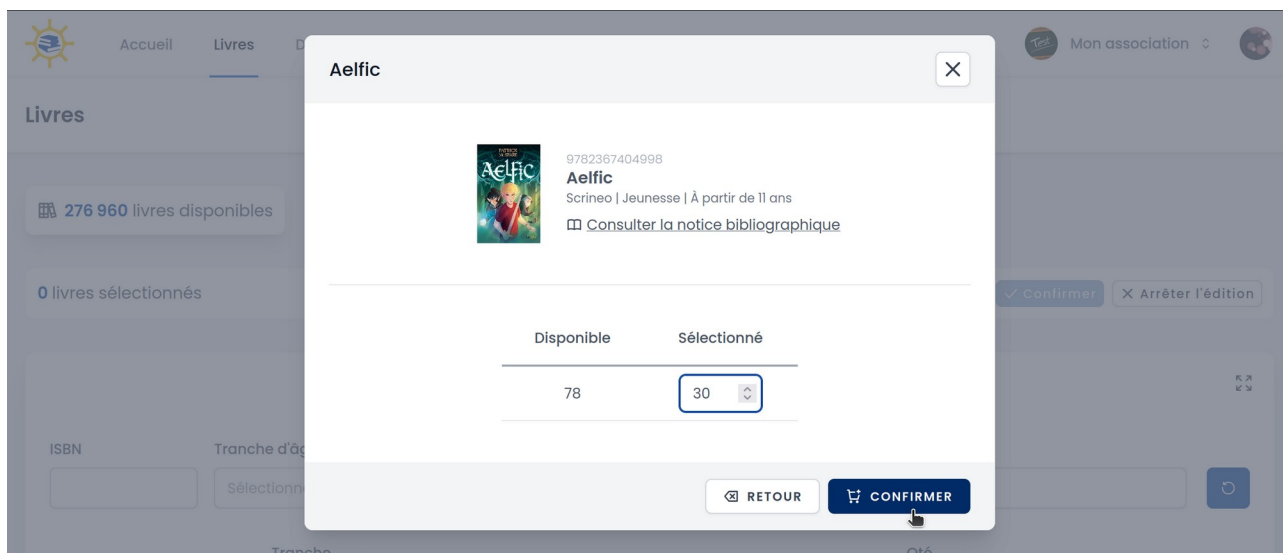 Accueil
Livres
D
Mon association
Livres
276 960 livres disponibles
0 livres sélectionnés
Confirmer
Arrêter l'édition
ISBN
Tranche d'âg
Sélectionn
Tranche
Qté
Aelfic
AELFIC
9782367404998
Aelfic
Scrineo | Jeunesse | À partir de 11 ans
Consulter la notice bibliographique
Disponible Sélectionné
78 30
RETOUR
CONFIRMER